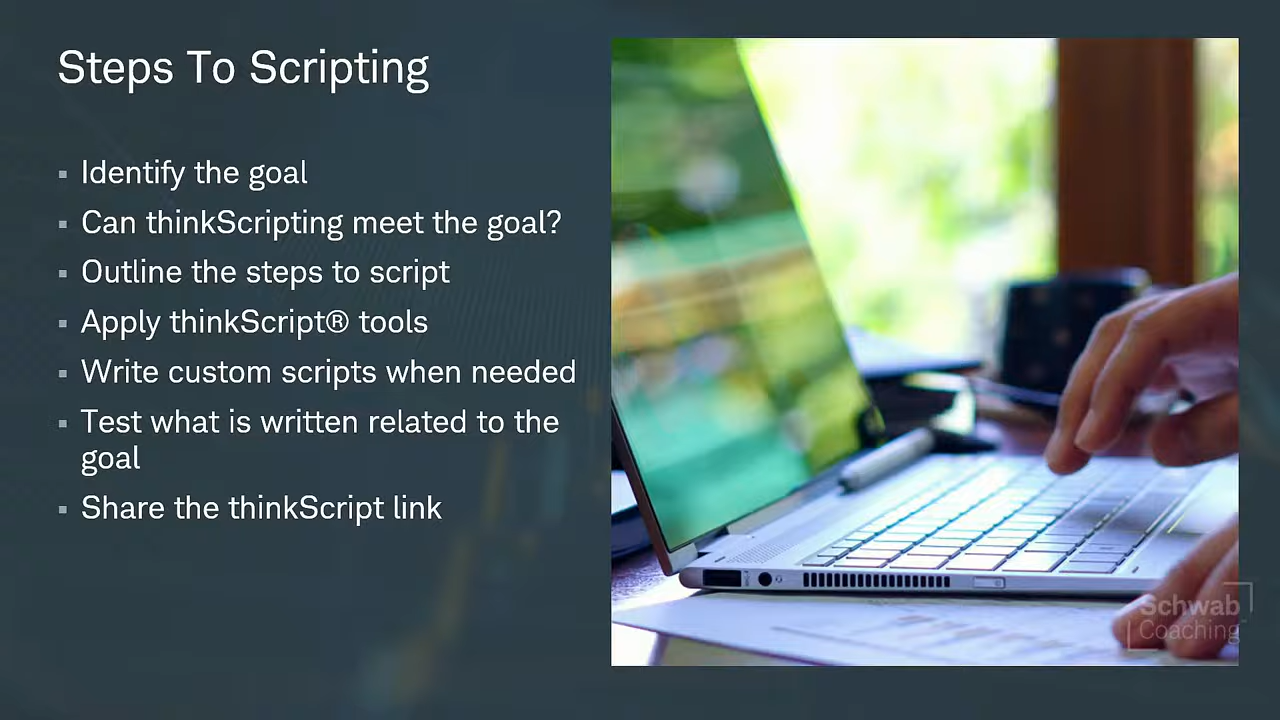 Steps To Scripting
Identify the goal
Can thinkScripting meet the goal?
Outline the steps to script
Apply thinkScript® tools
Write custom scripts when needed
Test what is written related to the
goal
Share the thinkScript link
Schwab
Coaching